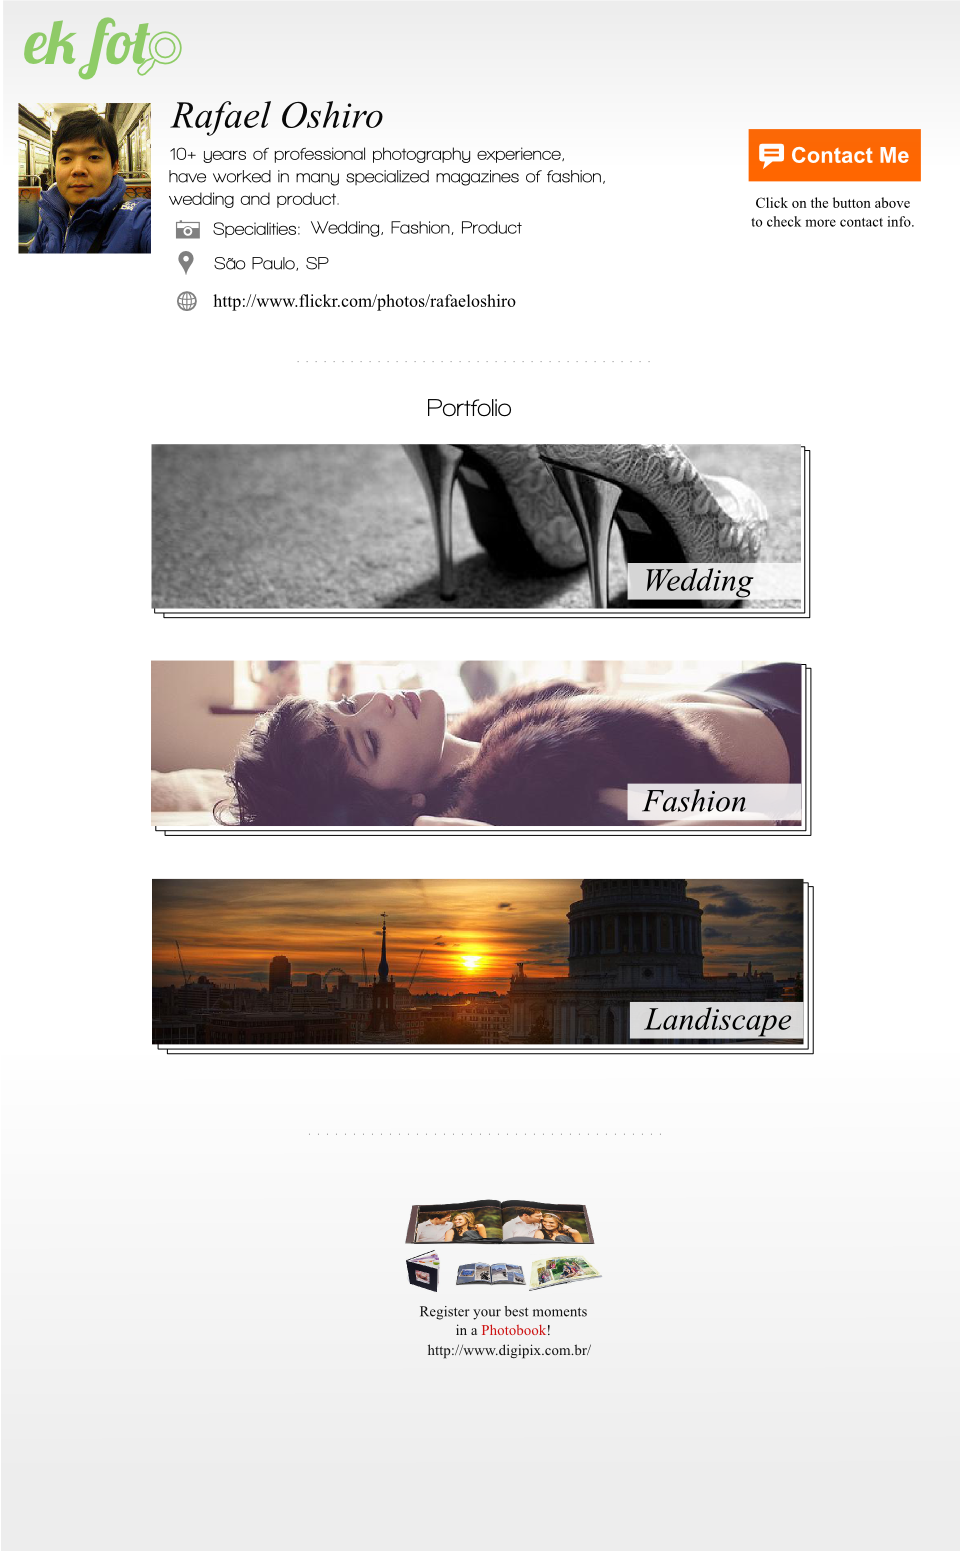 ek foto
Rafael Oshiro
10+ years of professional photography experience,
have worked in many specialized magazines of fashion,
wedding and product.
Contact Me
Click on the button above
to check more contact info.
Specialities: Wedding, Fashion, Product
São Paulo, SP
http://www.flickr.com/photos/rafaeloshiro
Portfolio
Wedding
Fashion
Landiscape
Register your best moments
in a Photobook!
http://www.digipix.com.br/